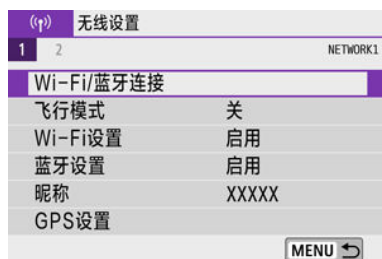 无线设置
1 2 NETWORK1
Wi-Fi/蓝牙连接
飞行模式 关
Wi-Fi设置 启用
蓝牙设置 启用
昵称 XXXXX
GPS设置
MENU